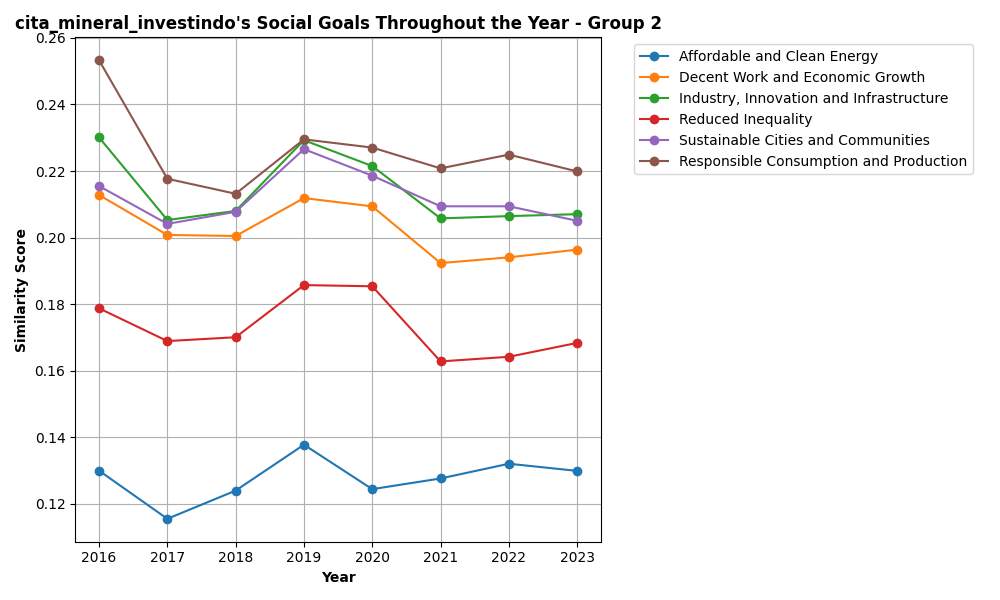 cita_mineral_investindo's Social Goals Throughout the Year - Group 2
Affordable and Clean Energy
Decent Work and Economic Growth
Industry, Innovation and Infrastructure
Reduced Inequality
Sustainable Cities and Communities
Responsible Consumption and Production
Similarity Score
0.26
0.24
0.22
0.20
0.18
0.16
0.14
0.12
2016 2017 2018 2019 2020 2021 2022 2023
Year